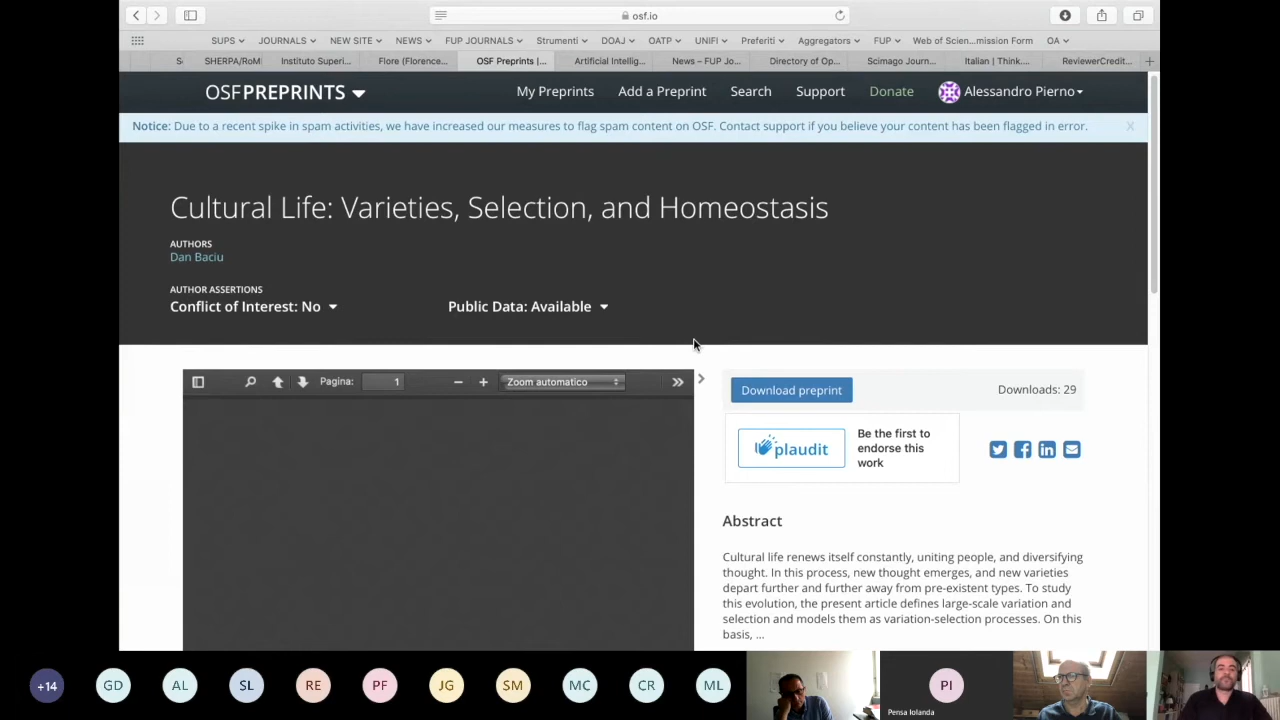 osf.io
SUPS JOURNALS NEW SITE NEWS FUP JOURNALS Strumenti DOAJ OATP UNIFI Preferiti Aggregators FUP Web of Scien...mission Form OA
SHERPA/RoMI Instituto Superi... Flore (Florence... OSF Preprints |... Artificial Intellig... News – FUP Jo... Directory of Op... Scimago Journ... Italian | Think.... ReviewerCredit...
OSFPREPRINTS My Preprints Add a Preprint Search Support Donate Alessandro Pierno
Notice: Due to a recent spike in spam activities, we have increased our measures to flag spam content on OSF. Contact support if you believe your content has been flagged in error. X
Cultural Life: Varieties, Selection, and Homeostasis
AUTHORS
Dan Baciu
AUTHOR ASSERTIONS
Conflict of Interest: No Public Data: Available
Pagina: 1 Zoom automatico
Download preprint Downloads: 29
plaudit
Be the first to
endorse this
work
Abstract
Cultural life renews itself constantly, uniting people, and diversifying
thought. In this process, new thought emerges, and new varieties
depart further and further away from pre-existent types. To study
this evolution, the present article defines large-scale variation and
selection and models them as variation-selection processes. On this
basis, ...
+14 GD AL SL RE PF JG SM MC CR ML PI
Pensa Iolanda